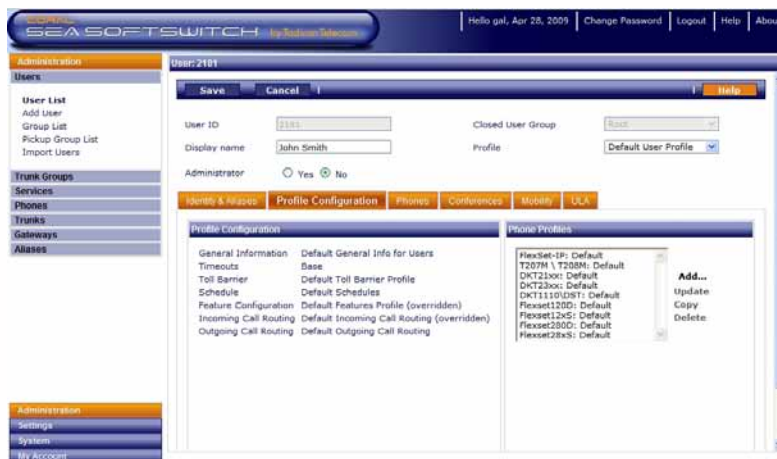 CORAL
SEA SOFTSWITCH by Tadiran Telecom
Hello gal, Apr 28, 2009 | Change Password | Logout | Help | Abou
Administration
Users
User List
Add User
Group List
Pickup Group List
Import Users
Trunk Groups
Services
Phones
Trunks
Gateways
Aliases
Administration
Settings
System
My Account
User: 2101
Save Cancel Help
User ID 2101 Closed User Group Root
Display name John Smith Profile Default User Profile
Administrator Yes No
Identity & Aliases Profile Configuration Phones Conferences Mobility ULA
Profile Configuration
General Information Default General Info for Users
Timeouts Base
Toll Barrier Default Toll Barrier Profile
Schedule Default Schedules
Feature Configuration Default Features Profile (overridden)
Incoming Call Routing Default Incoming Call Routing (overridden)
Outgoing Call Routing Default Outgoing Call Routing
Phone Profiles
FlexSet-IP: Default
T207M \ T208M: Default
DKT21xx: Default
DKT23xx: Default
DKT1110\DST: Default
Flexset120D: Default
Flexset12xS: Default
Flexset280D: Default
Flexset28xS: Default
Add...
Update
Copy
Delete